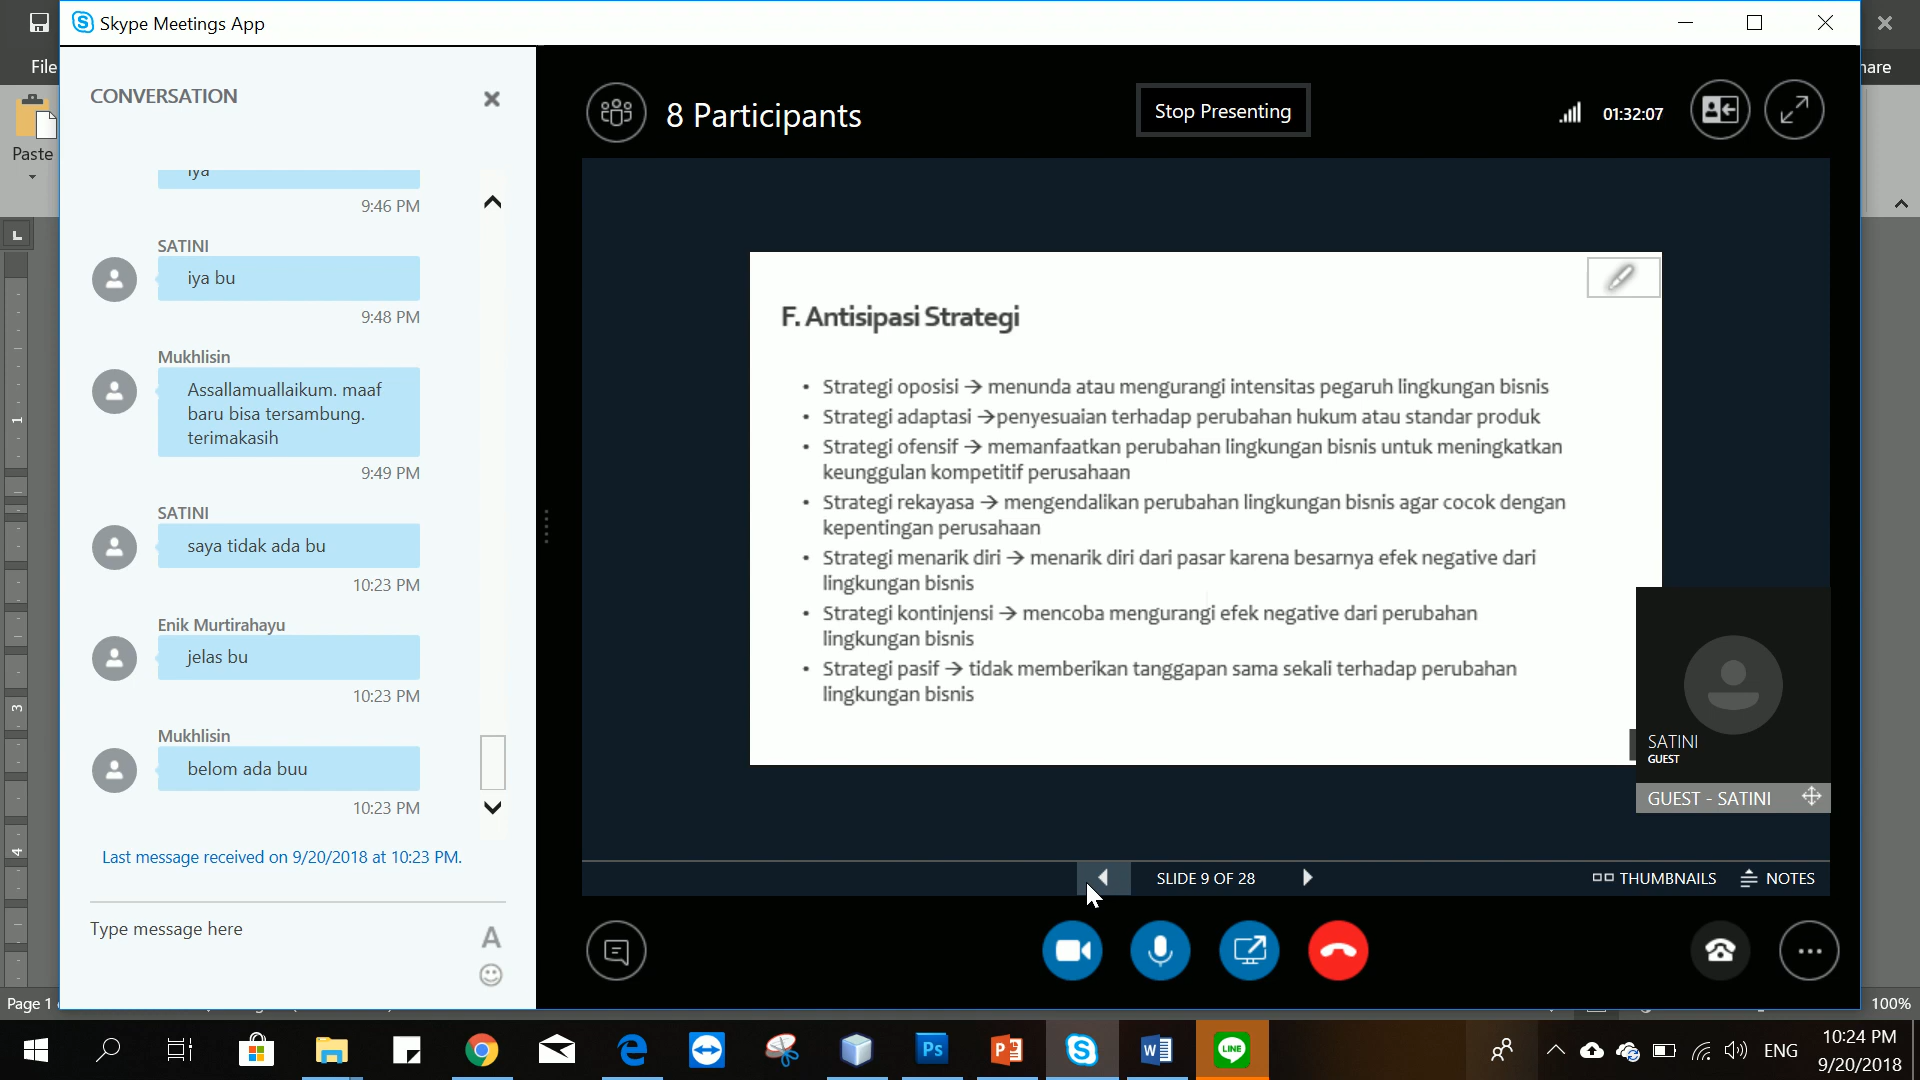 Skype Meetings App
File
Paste
CONVERSATION
iya
9:46 PM
SATINI
iya bu
9:48 PM
Mukhlisin
Assallamuallaikum. maaf
baru bisa tersambung.
terimakasih
9:49 PM
SATINI
saya tidak ada bu
10:23 PM
Enik Murtirahayu
jelas bu
10:23 PM
Mukhlisin
belom ada buu
10:23 PM
Last message received on 9/20/2018 at 10:23 PM.
Type message here
A
8 Participants
Stop Presenting
01:32:07
F. Antisipasi Strategi
• Strategi oposisi → menunda atau mengurangi intensitas pegaruh lingkungan bisnis
• Strategi adaptasi →penyesuaian terhadap perubahan hukum atau standar produk
• Strategi ofensif → memanfaatkan perubahan lingkungan bisnis untuk meningkatkan
keunggulan kompetitif perusahaan
• Strategi rekayasa → mengendalikan perubahan lingkungan bisnis agar cocok dengan
kepentingan perusahaan
• Strategi menarik diri → menarik diri dari pasar karena besarnya efek negative dari
lingkungan bisnis
• Strategi kontinjensi → mencoba mengurangi efek negative dari perubahan
lingkungan bisnis
• Strategi pasif → tidak memberikan tanggapan sama sekali terhadap perubahan
lingkungan bisnis
SATINI
GUEST
GUEST - SATINI
SLIDE 9 OF 28
THUMBNAILS
NOTES
hare
L
1
3
4
Page 1
100%
Ps
LINE
ENG
10:24 PM
9/20/2018